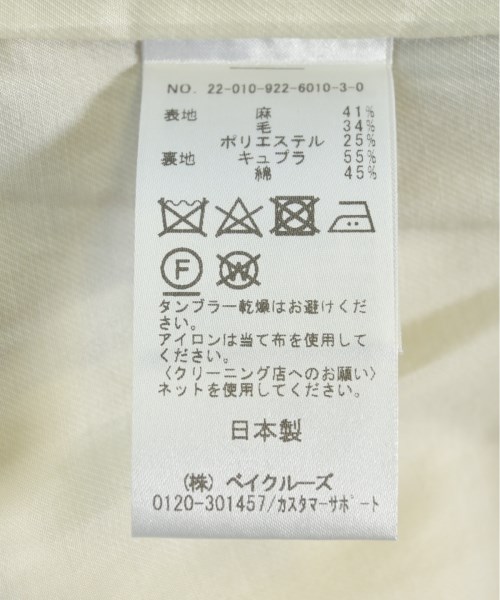 NO. 22-010-922-6010-3-0
表地 麻 41%
毛 34%
ポリエステル 25%
裏地 キュプラ 55%
綿 45%
F W
タンブラー乾燥はお避けくだ
さい。
アイロンは当て布を使用して
ください。
〈クリーニング店へのお願い〉
ネットを使用してください。
日本製
(株) ベイクルーズ
0120-301457/カスタマーサポート